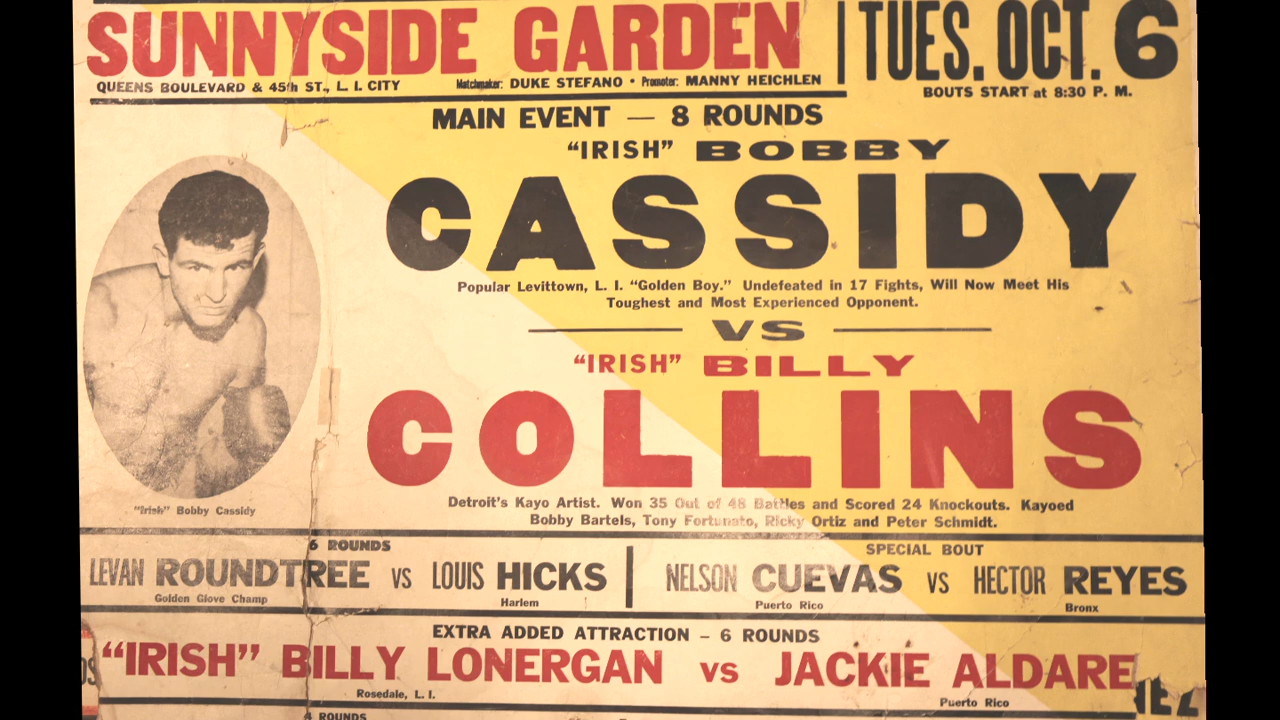 SUNNYSIDE GARDEN
TUES. OCT. 6
QUEENS BOULEVARD & 45th ST., L. I. CITY
Matchmaker: DUKE STEFANO • Promoter: MANNY HEICHLEN
BOUTS START at 8:30 P. M.
MAIN EVENT — 8 ROUNDS
"IRISH" BOBBY
CASSIDY
Popular Levittown, L. I. "Golden Boy." Undefeated in 17 Fights, Will Now Meet His
Toughest and Most Experienced Opponent.
VS
"IRISH" BILLY
COLLINS
Detroit's Kayo Artist. Won 35 Out of 48 Battles and Scored 24 Knockouts. Kayoed
Bobby Bartels, Tony Fortunato, Ricky Ortiz and Peter Schmidt.
"Irish" Bobby Cassidy
6 ROUNDS
LEVAN ROUNDTREE VS LOUIS HICKS
Golden Glove Champ
Harlem
SPECIAL BOUT
NELSON CUEVAS VS HECTOR REYES
Puerto Rico
Bronx
EXTRA ADDED ATTRACTION – 6 ROUNDS
"IRISH" BILLY LONERGAN VS JACKIE ALDARE
Rosedale, L. I.
Puerto Rico
4 ROUNDS